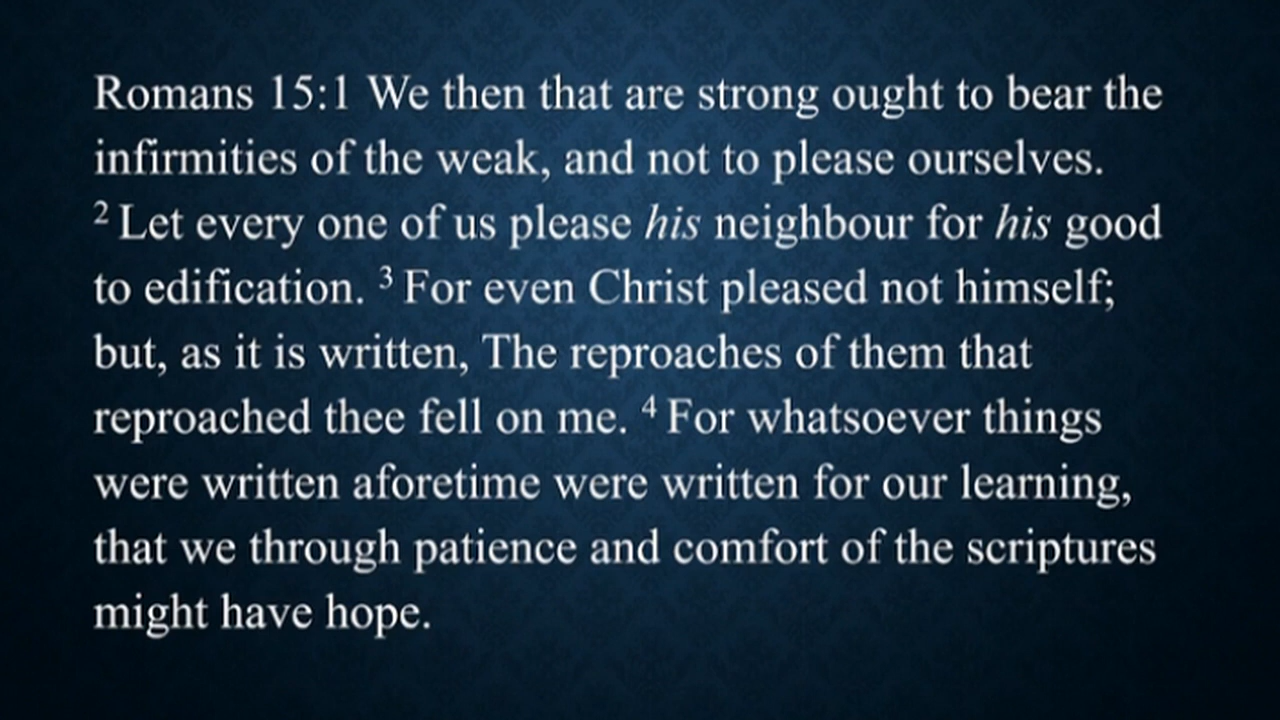 Romans 15:1 We then that are strong ought to bear the
infirmities of the weak, and not to please ourselves.
² Let every one of us please his neighbour for his good
to edification. ³ For even Christ pleased not himself;
but, as it is written, The reproaches of them that
reproached thee fell on me. ⁴ For whatsoever things
were written aforetime were written for our learning,
that we through patience and comfort of the scriptures
might have hope.